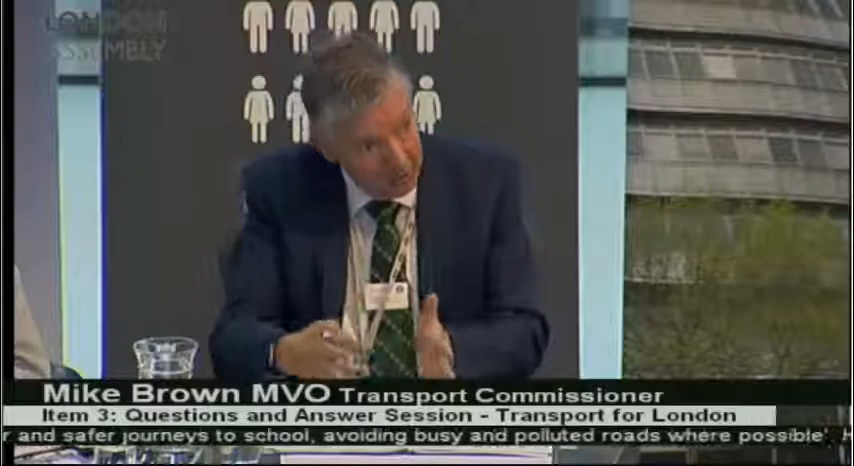 LONDON
ASSEMBLY
Mike Brown MVO Transport Commissioner
Item 3: Questions and Answer Session - Transport for London
r and safer journeys to school, avoiding busy and polluted roads where possible'. H